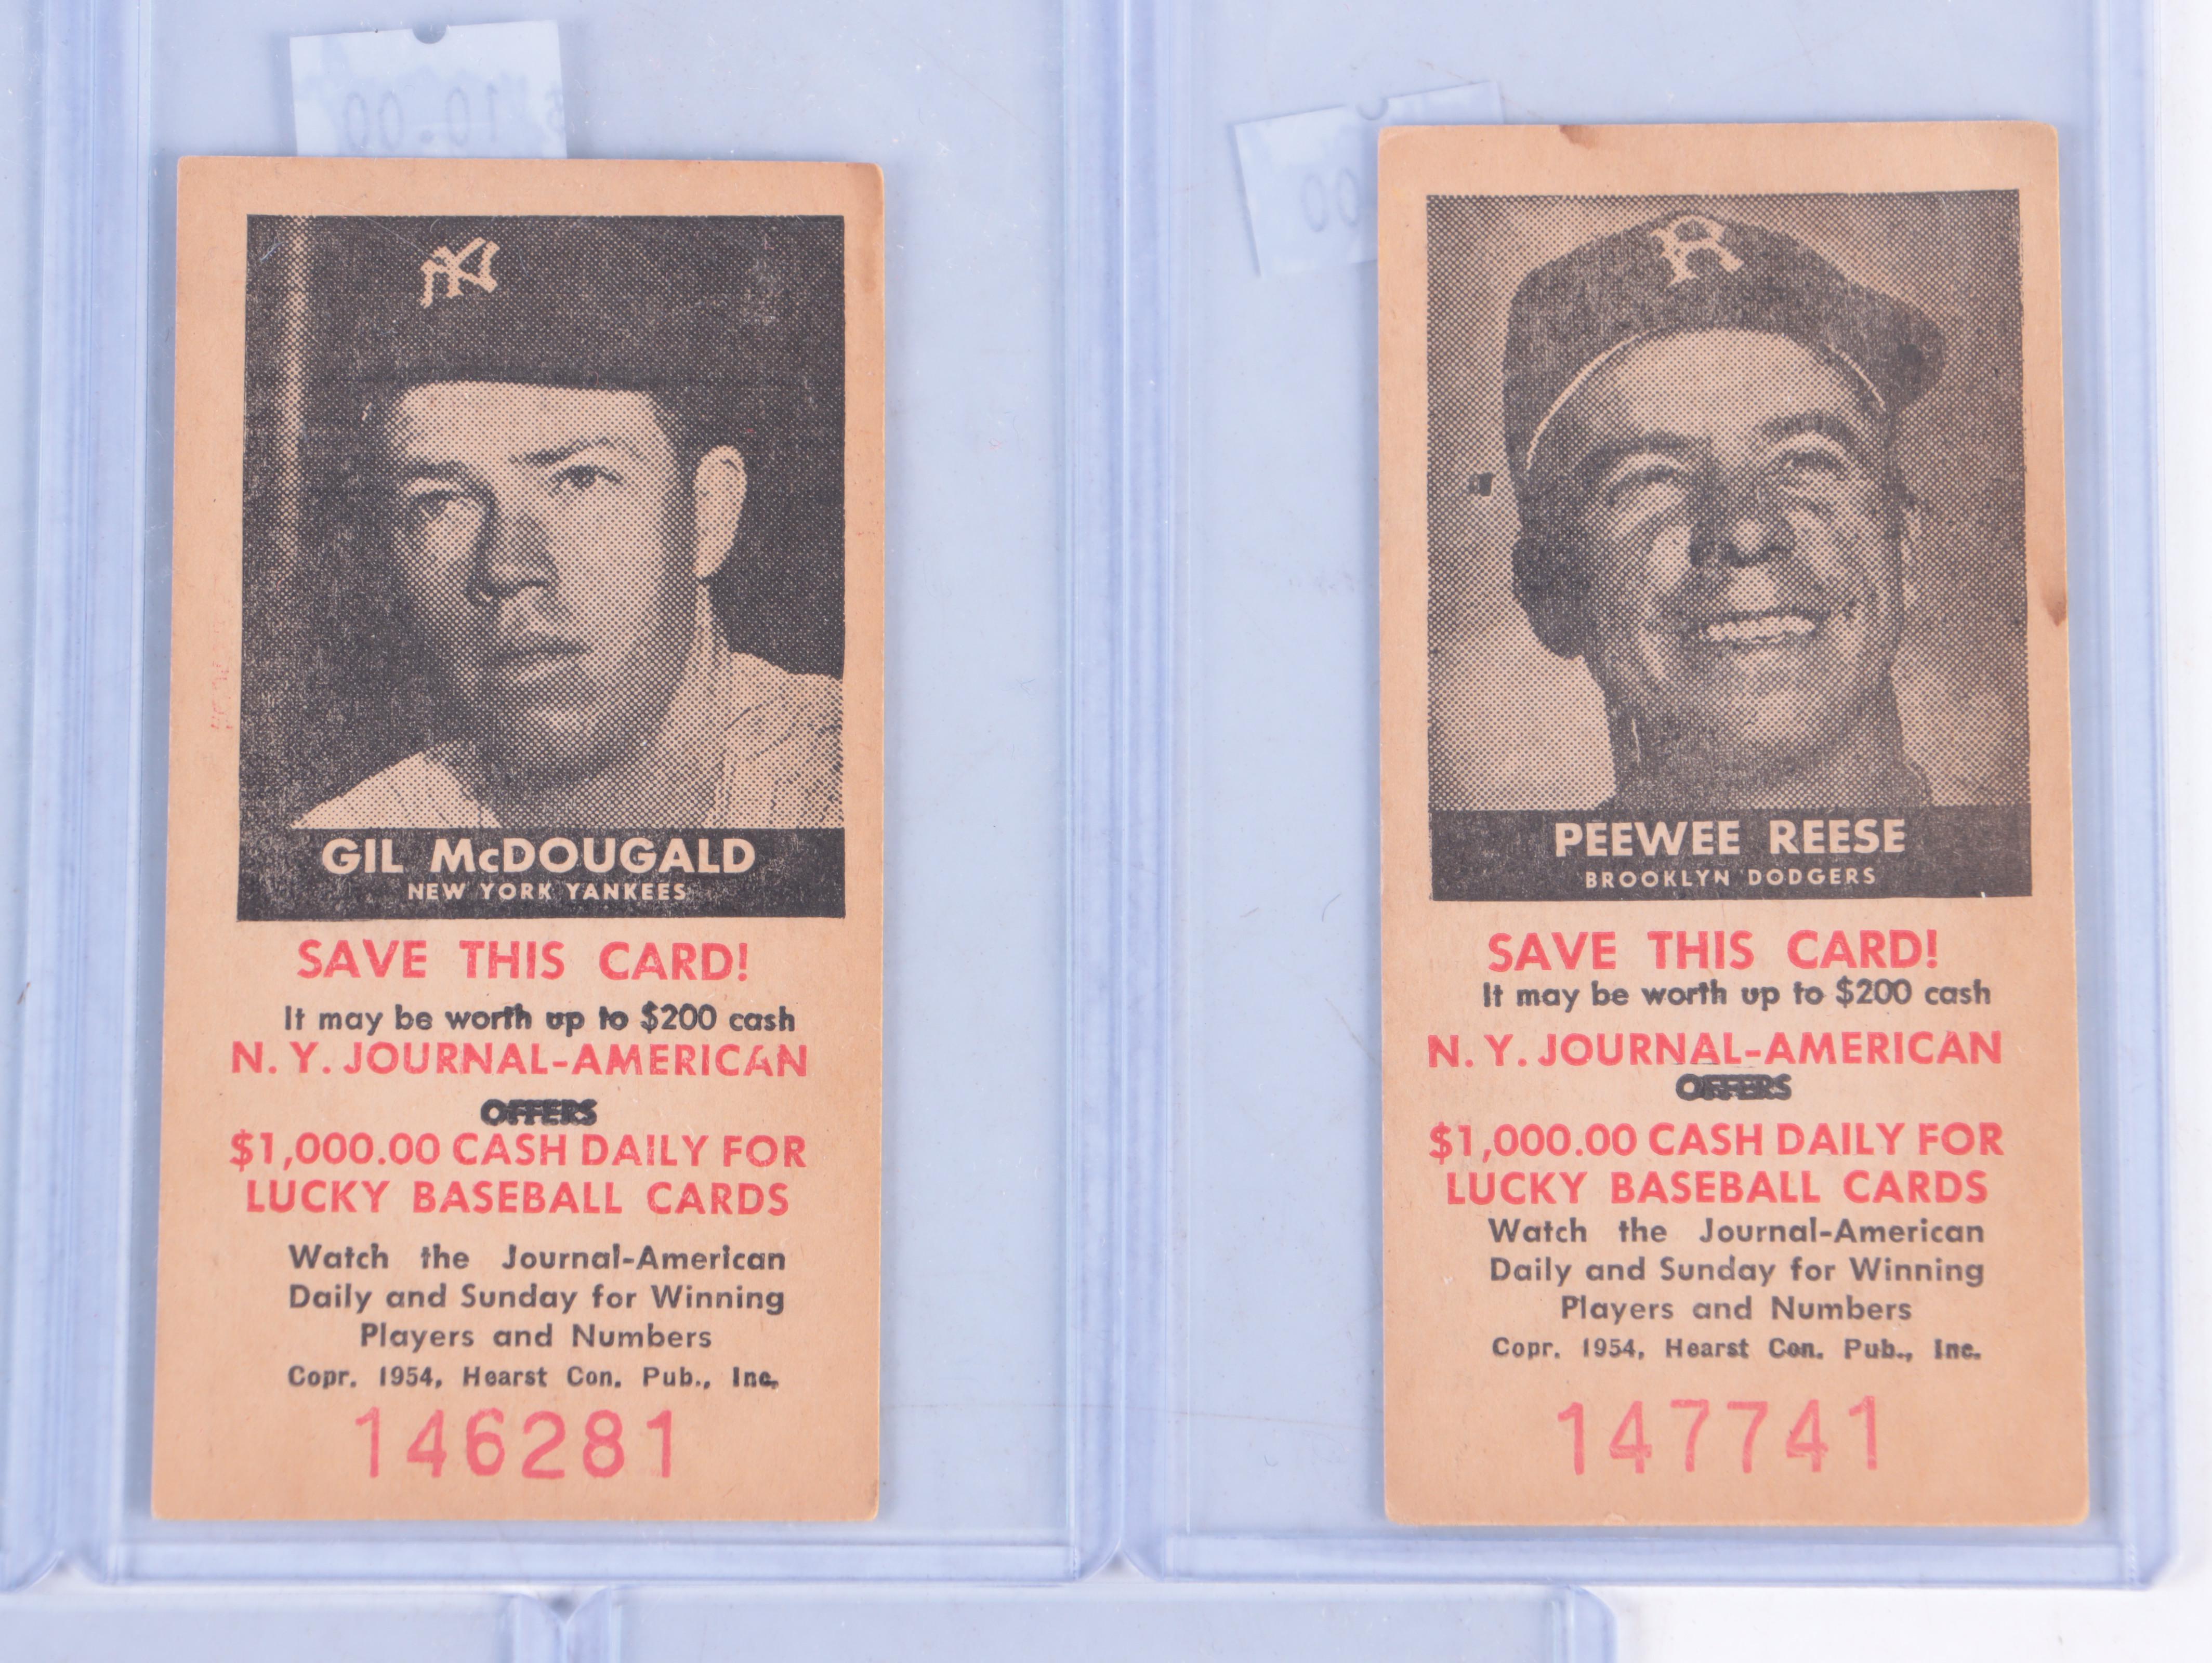 $ 10.00
NY
GIL McDOUGALD
NEW YORK YANKEES
SAVE THIS CARD!
It may be worth up to $200 cash
N. Y. JOURNAL-AMERICAN
OFFERS
$1,000.00 CASH DAILY FOR
LUCKY BASEBALL CARDS
Watch the Journal-American
Daily and Sunday for Winning
Players and Numbers
Copr. 1954, Hearst Con. Pub., Inc.
146281
00
PEEWEE REESE
BROOKLYN DODGERS
SAVE THIS CARD!
It may be worth up to $200 cash
N. Y. JOURNAL-AMERICAN
OFFERS
$1,000.00 CASH DAILY FOR
LUCKY BASEBALL CARDS
Watch the Journal-American
Daily and Sunday for Winning
Players and Numbers
Copr. 1954, Hearst Con. Pub., Inc.
147741